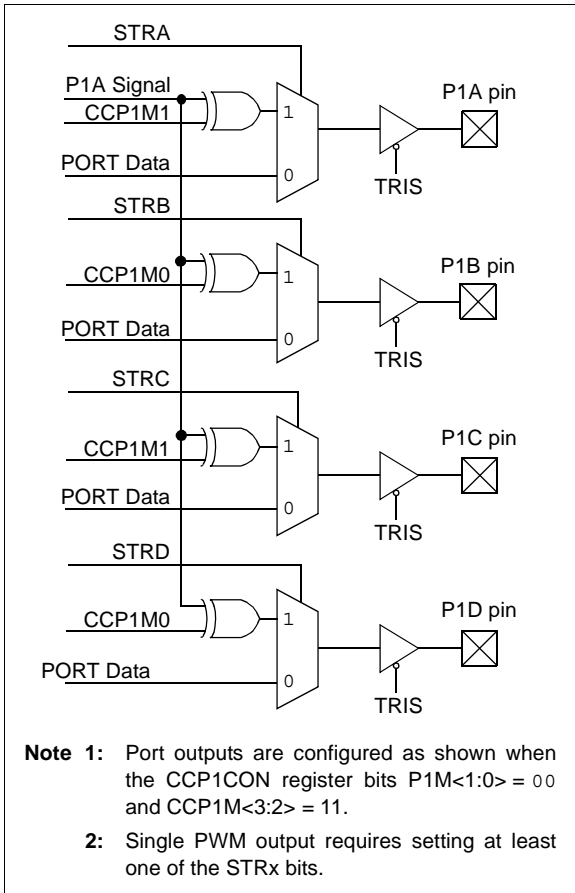 STRA
P1A Signal
CCP1M1
PORT Data
1
0
P1A pin
TRIS
STRB
CCP1M0
PORT Data
1
0
P1B pin
TRIS
STRC
CCP1M1
PORT Data
1
0
P1C pin
TRIS
STRD
CCP1M0
PORT Data
1
0
P1D pin
TRIS
Note 1: Port outputs are configured as shown when
the CCP1CON register bits P1M<1:0> = 00
and CCP1M<3:2> = 11.
2: Single PWM output requires setting at least
one of the STRx bits.